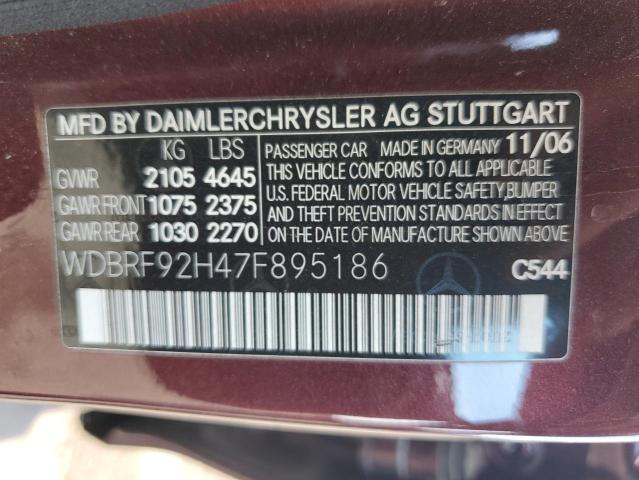 MFD BY DAIMLERCHRYSLER AG STUTTGART
KG LBS
GVWR 2105 4645
GAWR FRONT 1075 2375
GAWR REAR 1030 2270
PASSENGER CAR MADE IN GERMANY 11/06
THIS VEHICLE CONFORMS TO ALL APPLICABLE
U.S. FEDERAL MOTOR VEHICLE SAFETY,BUMPER
AND THEFT PREVENTION STANDARDS IN EFFECT
ON THE DATE OF MANUFACTURE SHOWN ABOVE
WDBRF92H47F895186
C544